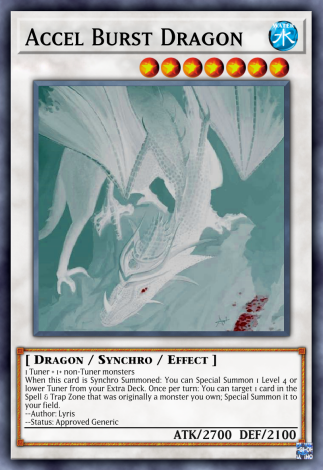 ACCEL BURST DRAGON
WATER
水
[ DRAGON / SYNCHRO / EFFECT ]
1 Tuner + 1+ non-Tuner monsters
When this card is Synchro Summoned: You can Special Summon 1 Level 4 or
lower Tuner from your Extra Deck. Once per turn: You can target 1 card in the
Spell & Trap Zone that was originally a monster you own; Special Summon it to
your field.
--Author: Lyris
--Status: Approved Generic
ATK/2700 DEF/2100